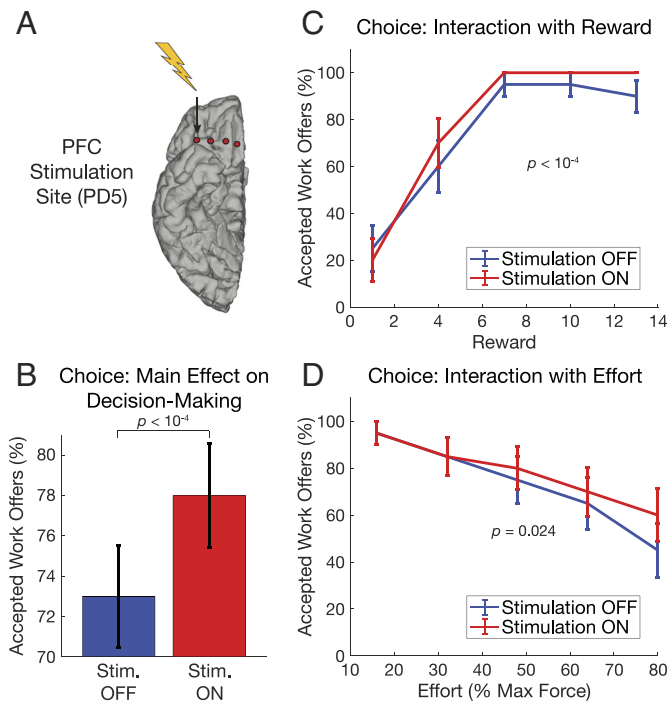 A
PFC
Stimulation
Site (PD5)
B
Choice: Main Effect on
Decision-Making
p < 10⁻⁴
Accepted Work Offers (%)
80
78
76
74
72
70
Stim.
OFF
Stim.
ON
C
Choice: Interaction with Reward
Accepted Work Offers (%)
100
80
60
40
20
0
p < 10⁻⁴
Stimulation OFF
Stimulation ON
0 2 4 6 8 10 12 14
Reward
D
Choice: Interaction with Effort
Accepted Work Offers (%)
100
80
60
40
20
0
p = 0.024
Stimulation OFF
Stimulation ON
10 20 30 40 50 60 70 80
Effort (% Max Force)